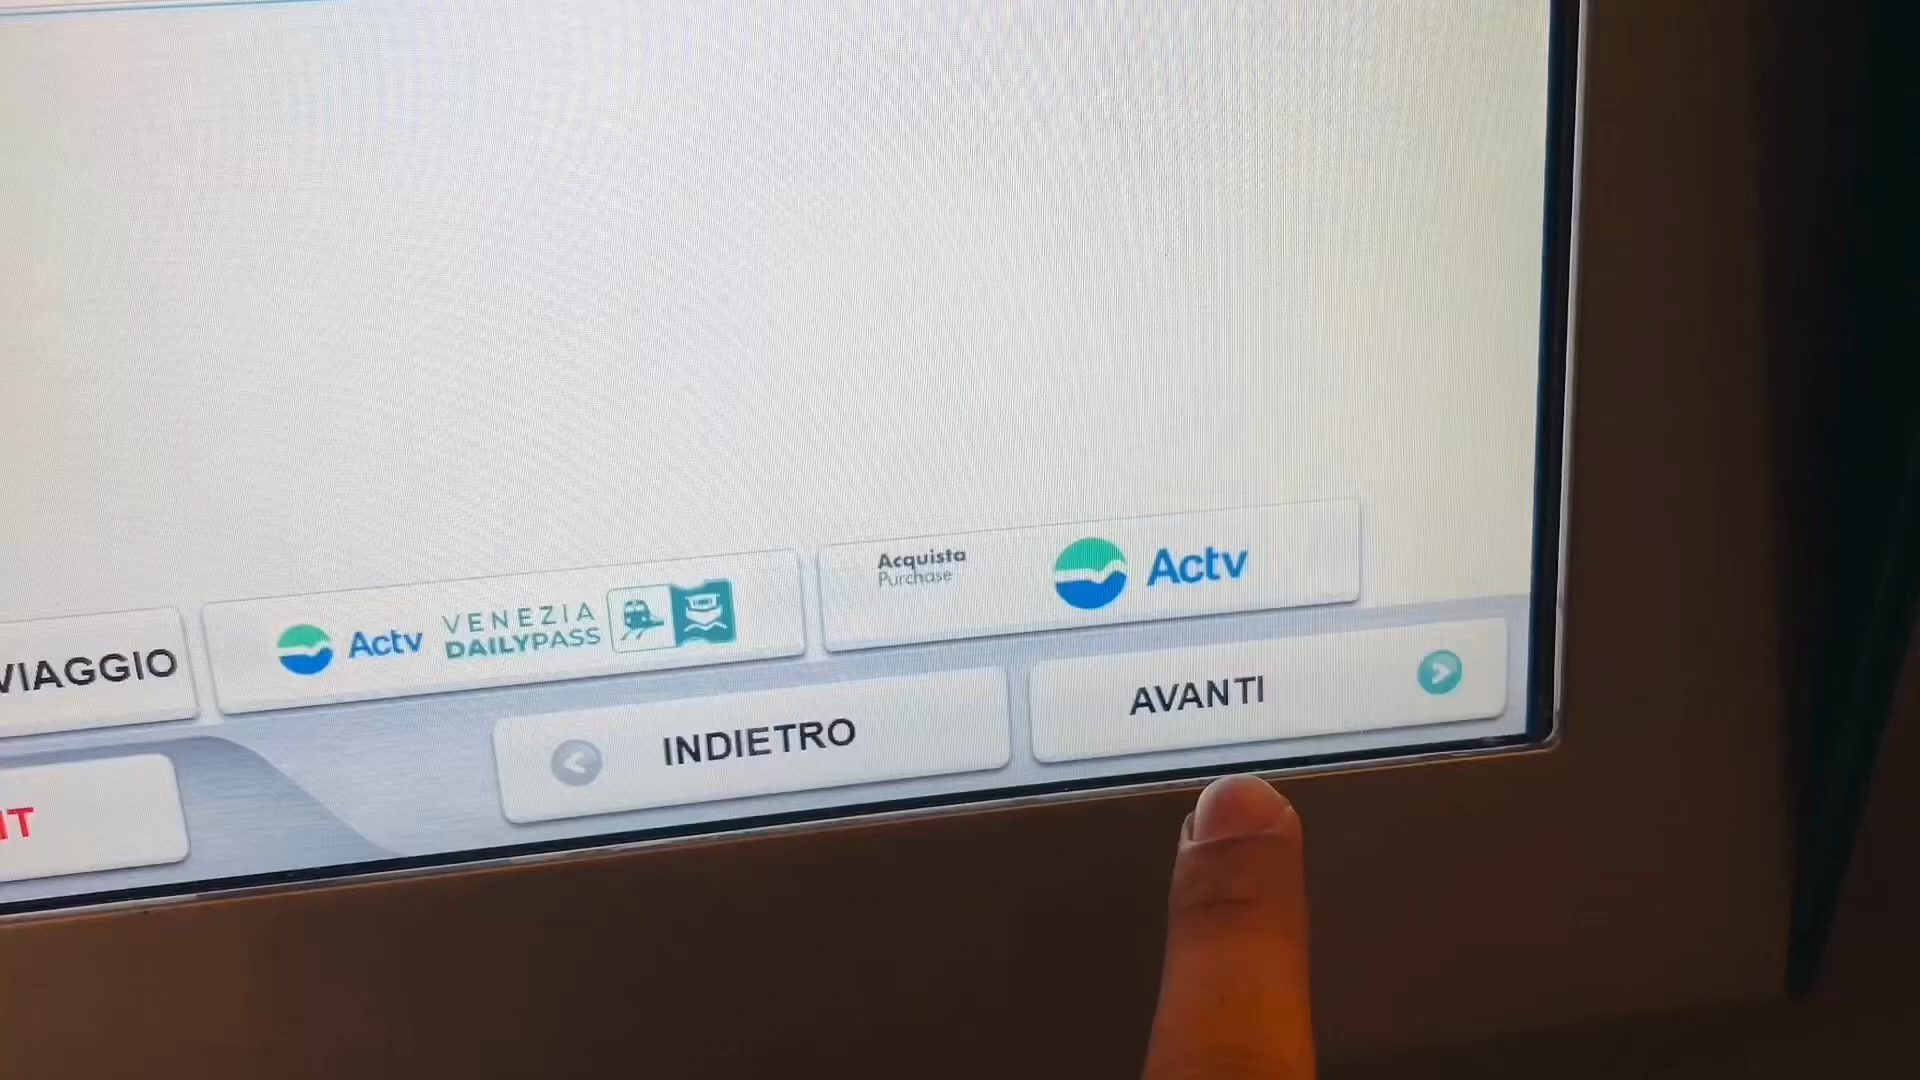 VIAGGIO
Actv
VENEZIA
DAILYPASS
Acquista
Purchase
Actv
IT
INDIETRO
AVANTI